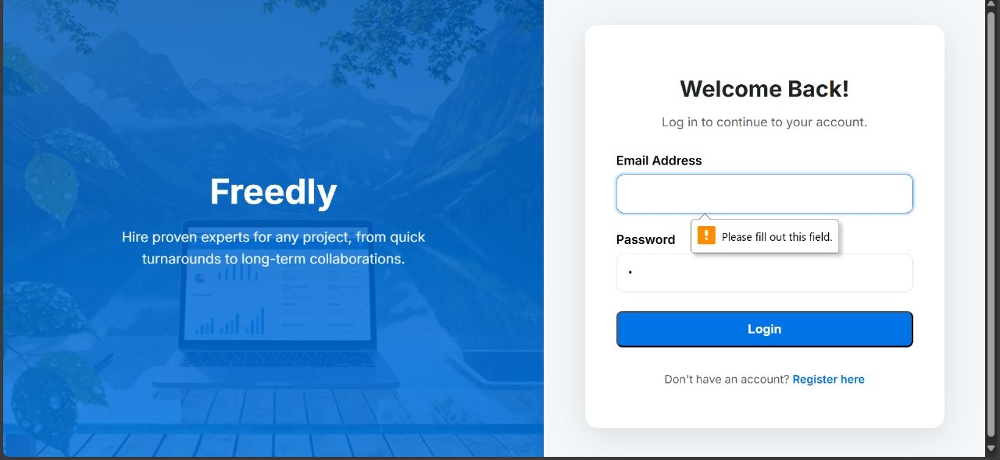 Freedly
Hire proven experts for any project, from quick
turnarounds to long-term collaborations.
Welcome Back!
Log in to continue to your account.
Email Address
Please fill out this field.
Password
Login
Don't have an account? Register here